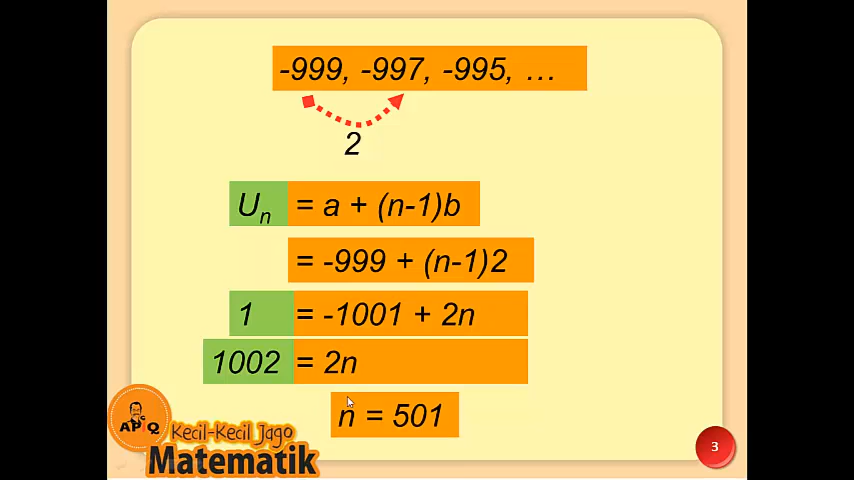 -999, -997, -995, …
2
Un = a + (n-1)b
= -999 + (n-1)2
1 = -1001 + 2n
1002 = 2n
n = 501
APIQ
Kecil-Kecil Jago
Matematik
3